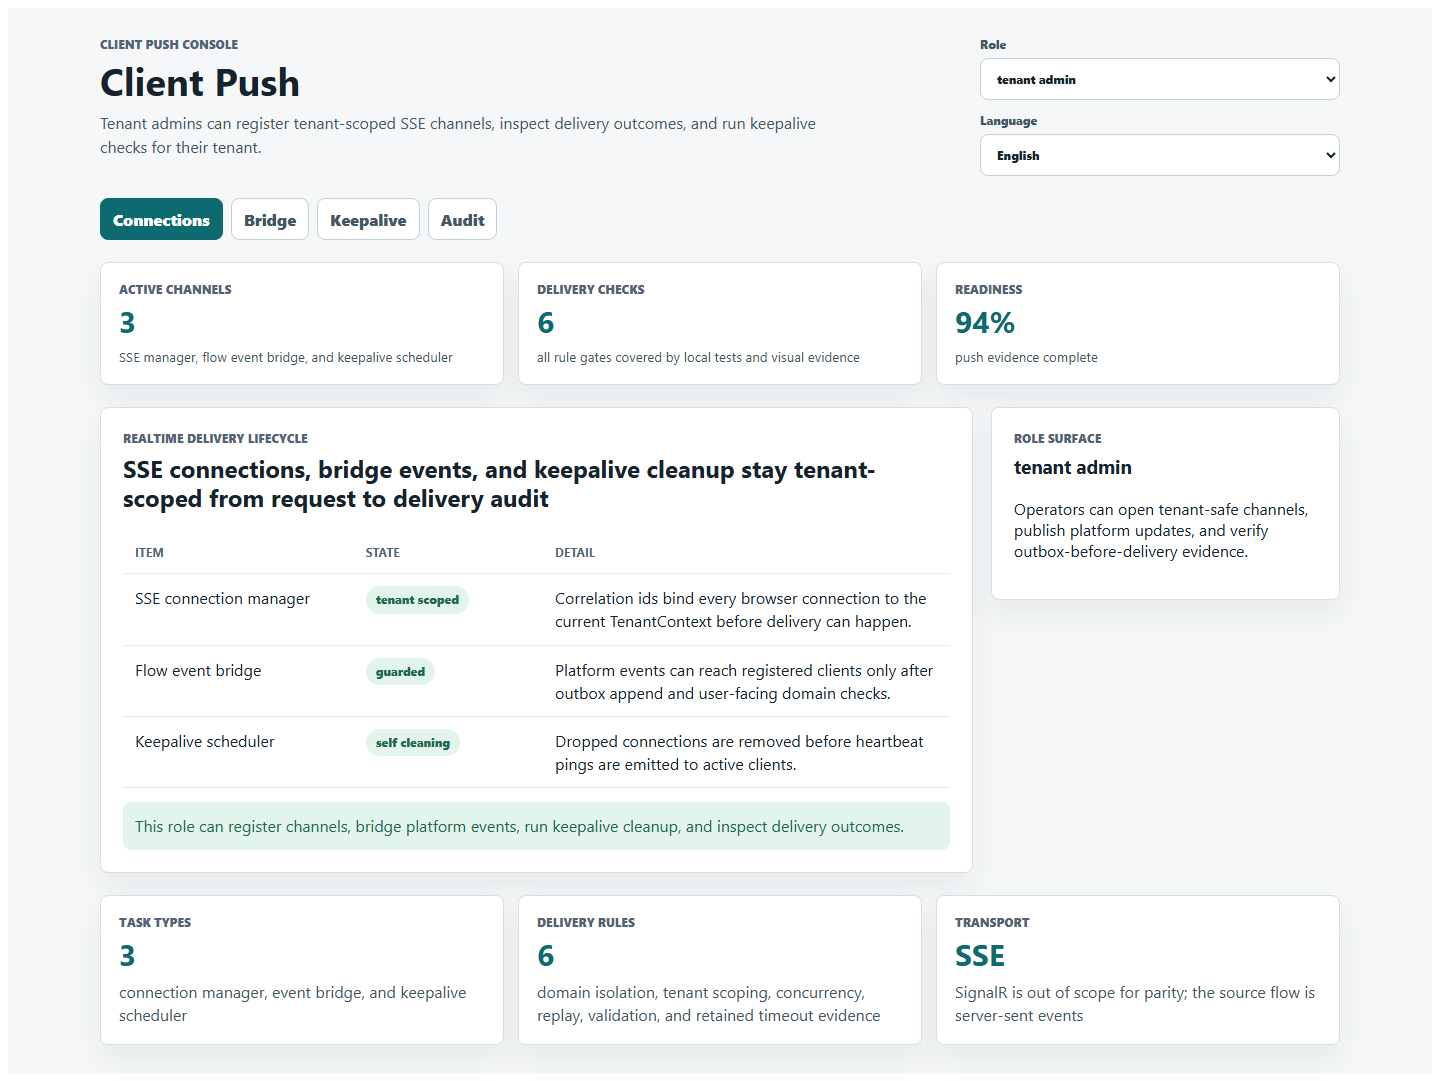 CLIENT PUSH CONSOLE
Client Push
Tenant admins can register tenant-scoped SSE channels, inspect delivery outcomes, and run keepalive
checks for their tenant.
Role
tenant admin
Language
English
Connections
Bridge
Keepalive
Audit
ACTIVE CHANNELS
3
SSE manager, flow event bridge, and keepalive scheduler
DELIVERY CHECKS
6
all rule gates covered by local tests and visual evidence
READINESS
94%
push evidence complete
REALTIME DELIVERY LIFECYCLE
SSE connections, bridge events, and keepalive cleanup stay tenant-
scoped from request to delivery audit
ITEM STATE DETAIL
SSE connection manager
tenant scoped
Correlation ids bind every browser connection to the
current TenantContext before delivery can happen.
Flow event bridge
guarded
Platform events can reach registered clients only after
outbox append and user-facing domain checks.
Keepalive scheduler
self cleaning
Dropped connections are removed before heartbeat
pings are emitted to active clients.
This role can register channels, bridge platform events, run keepalive cleanup, and inspect delivery outcomes.
ROLE SURFACE
tenant admin
Operators can open tenant-safe channels,
publish platform updates, and verify
outbox-before-delivery evidence.
TASK TYPES
3
connection manager, event bridge, and keepalive
scheduler
DELIVERY RULES
6
domain isolation, tenant scoping, concurrency,
replay, validation, and retained timeout evidence
TRANSPORT
SSE
SignalR is out of scope for parity; the source flow is
server-sent events